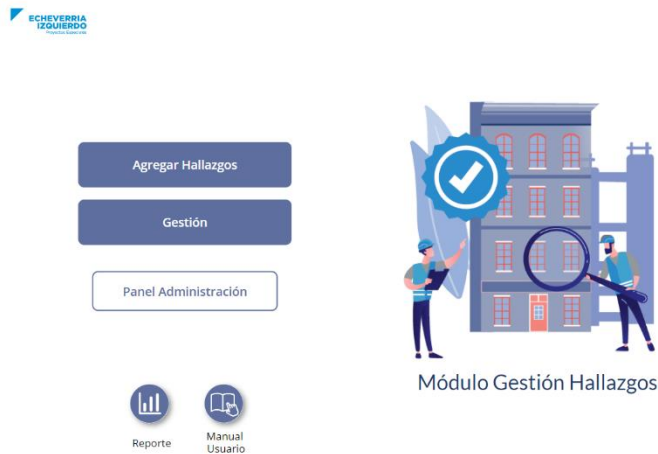 ECHEVERRIA
IZQUIERDO
Proyectos Especiales
Agregar Hallazgos
Gestión
Panel Administración
Módulo Gestión Hallazgos
Reporte
Manual
Usuario